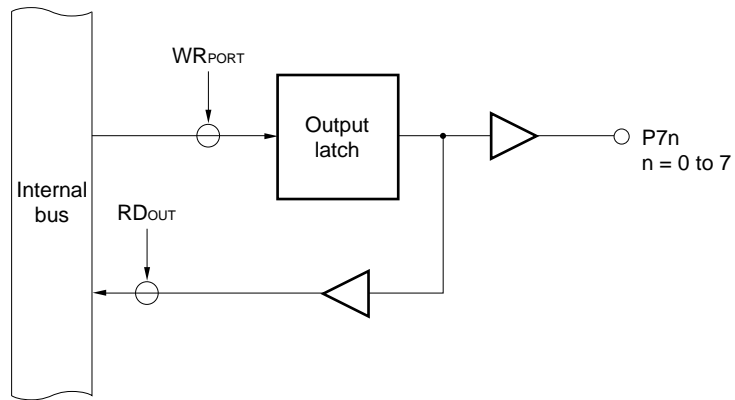 WRPORT
Output
latch
P7n
n = 0 to 7
Internal
bus
RDOUT